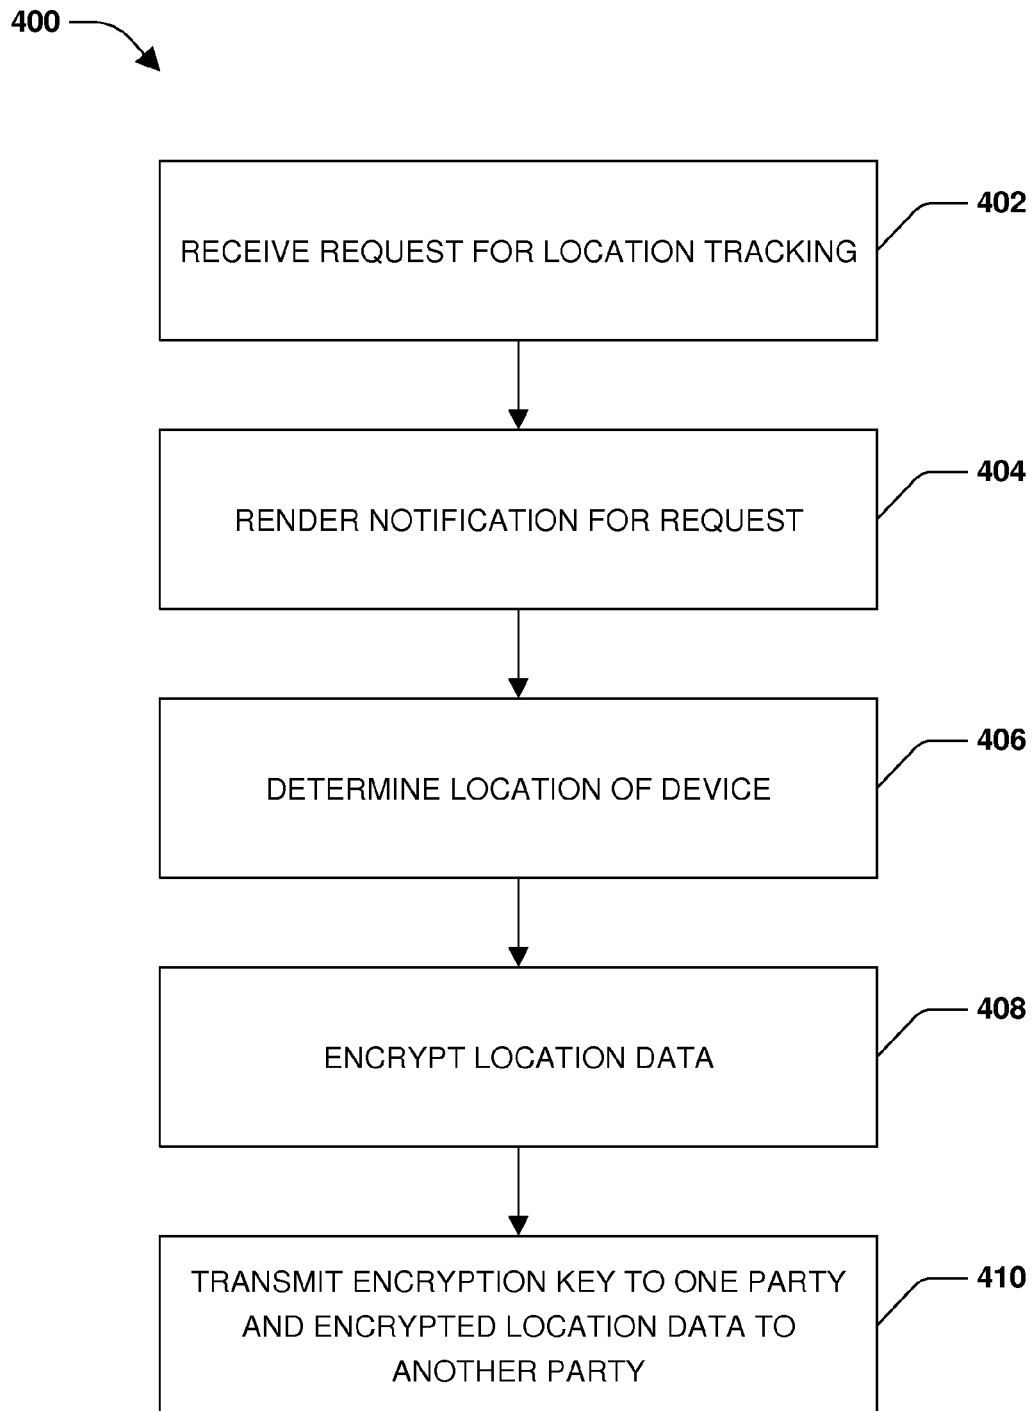 400
RECEIVE REQUEST FOR LOCATION TRACKING
402
RENDER NOTIFICATION FOR REQUEST
404
DETERMINE LOCATION OF DEVICE
406
ENCRYPT LOCATION DATA
408
TRANSMIT ENCRYPTION KEY TO ONE PARTY
AND ENCRYPTED LOCATION DATA TO
ANOTHER PARTY
410